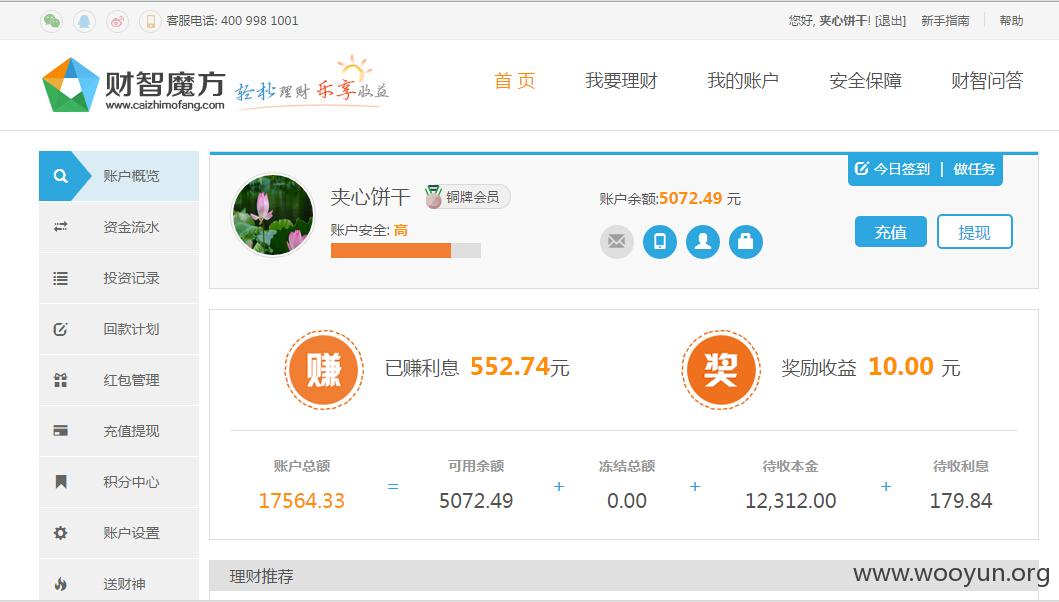 客服电话: 400 998 1001
您好, 夹心饼干! [退出] 新手指南 帮助
财智魔方
www.caizhimofang.com
轻松理财 乐享收益
首 页 我要理财 我的账户 安全保障 财智问答
账户概览
资金流水
投资记录
回款计划
红包管理
充值提现
积分中心
账户设置
送财神
今日签到 | 做任务
夹心饼干 铜牌会员
账户安全: 高
账户余额:5072.49 元
充值 提现
赚 已赚利息 552.74元
奖 奖励收益 10.00 元
账户总额 可用余额 冻结总额 待收本金 待收利息
17564.33 = 5072.49 + 0.00 + 12,312.00 + 179.84
理财推荐
www.wooyun.org